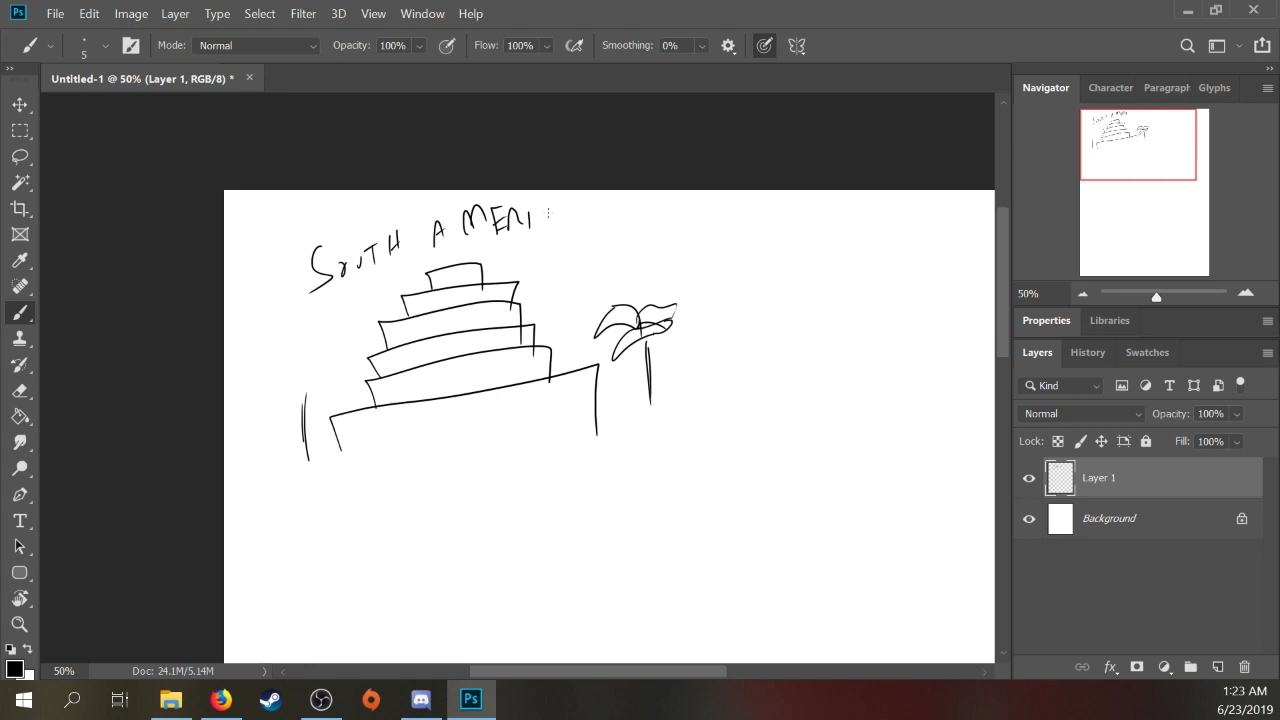 Ps File Edit Image Layer Type Select Filter 3D View Window Help
5 Mode: Normal Opacity: 100% Flow: 100% Smoothing: 0%
Untitled-1 @ 50% (Layer 1, RGB/8) *
Navigator Character Paragraph Glyphs
SOUTH AMERI
50%
Properties Libraries
Layers History Swatches
Kind
Normal Opacity: 100%
Lock: Fill: 100%
Layer 1
Background
50% Doc: 24.1M/5.14M
Ps
1:23 AM
6/23/2019